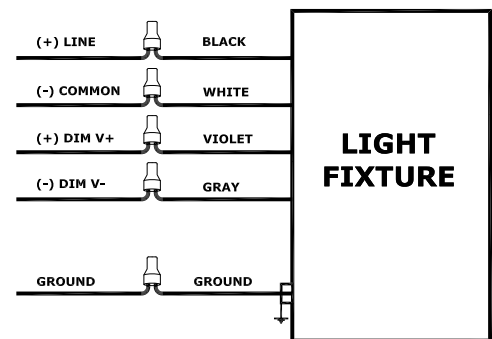 (+) LINE BLACK
(-) COMMON WHITE
(+) DIM V+ VIOLET
(-) DIM V- GRAY
GROUND GROUND
LIGHT
FIXTURE